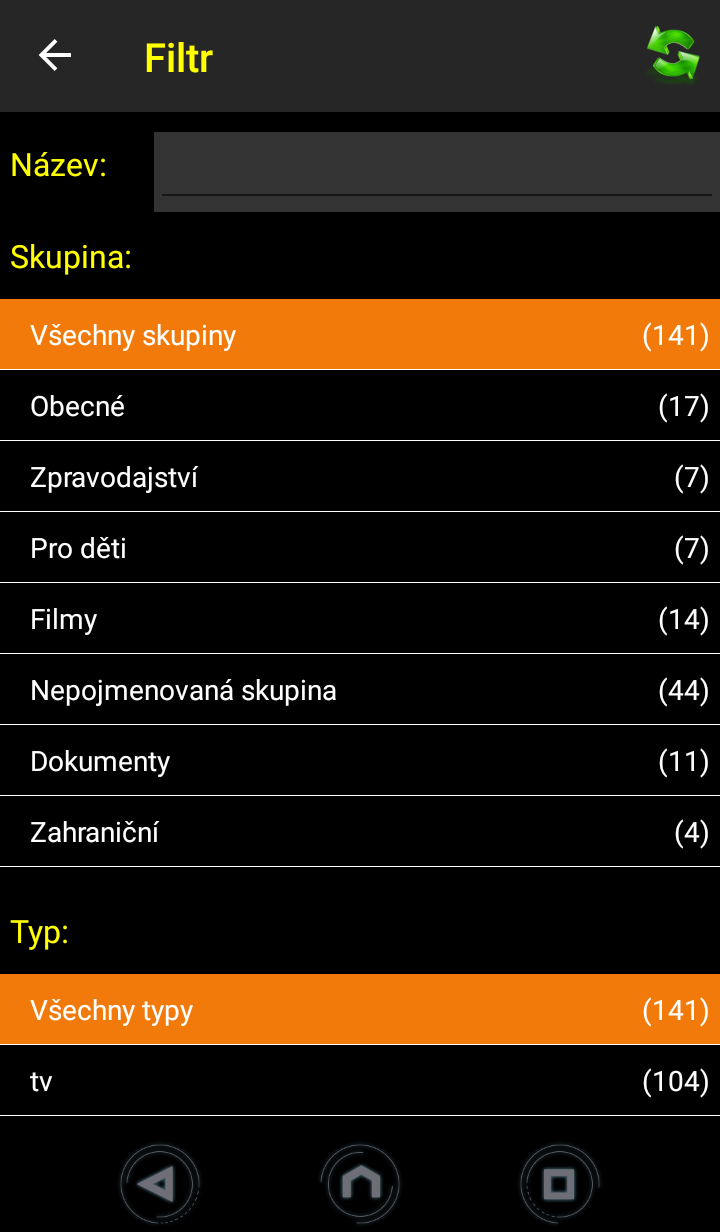 Filtr
Název:
Skupina:
Všechny skupiny (141)
Obecné (17)
Zpravodajství (7)
Pro děti (7)
Filmy (14)
Nepojmenovaná skupina (44)
Dokumenty (11)
Zahraniční (4)
Typ:
Všechny typy (141)
tv (104)